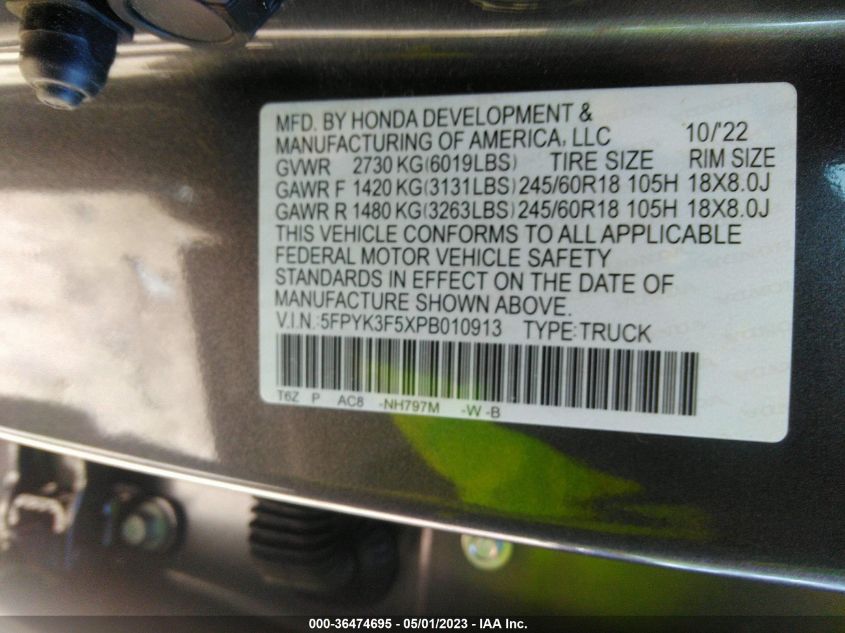 MFD. BY HONDA DEVELOPMENT &
MANUFACTURING OF AMERICA, LLC 10/'22
GVWR 2730 KG(6019LBS) TIRE SIZE RIM SIZE
GAWR F 1420 KG(3131LBS) 245/60R18 105H 18X8.0J
GAWR R 1480 KG(3263LBS) 245/60R18 105H 18X8.0J
THIS VEHICLE CONFORMS TO ALL APPLICABLE
FEDERAL MOTOR VEHICLE SAFETY
STANDARDS IN EFFECT ON THE DATE OF
MANUFACTURE SHOWN ABOVE.
V.I.N.:5FPYK3F5XPB010913 TYPE:TRUCK
T6Z P AC8 -NH797M -W -B
000-36474695 - 05/01/2023 - IAA Inc.